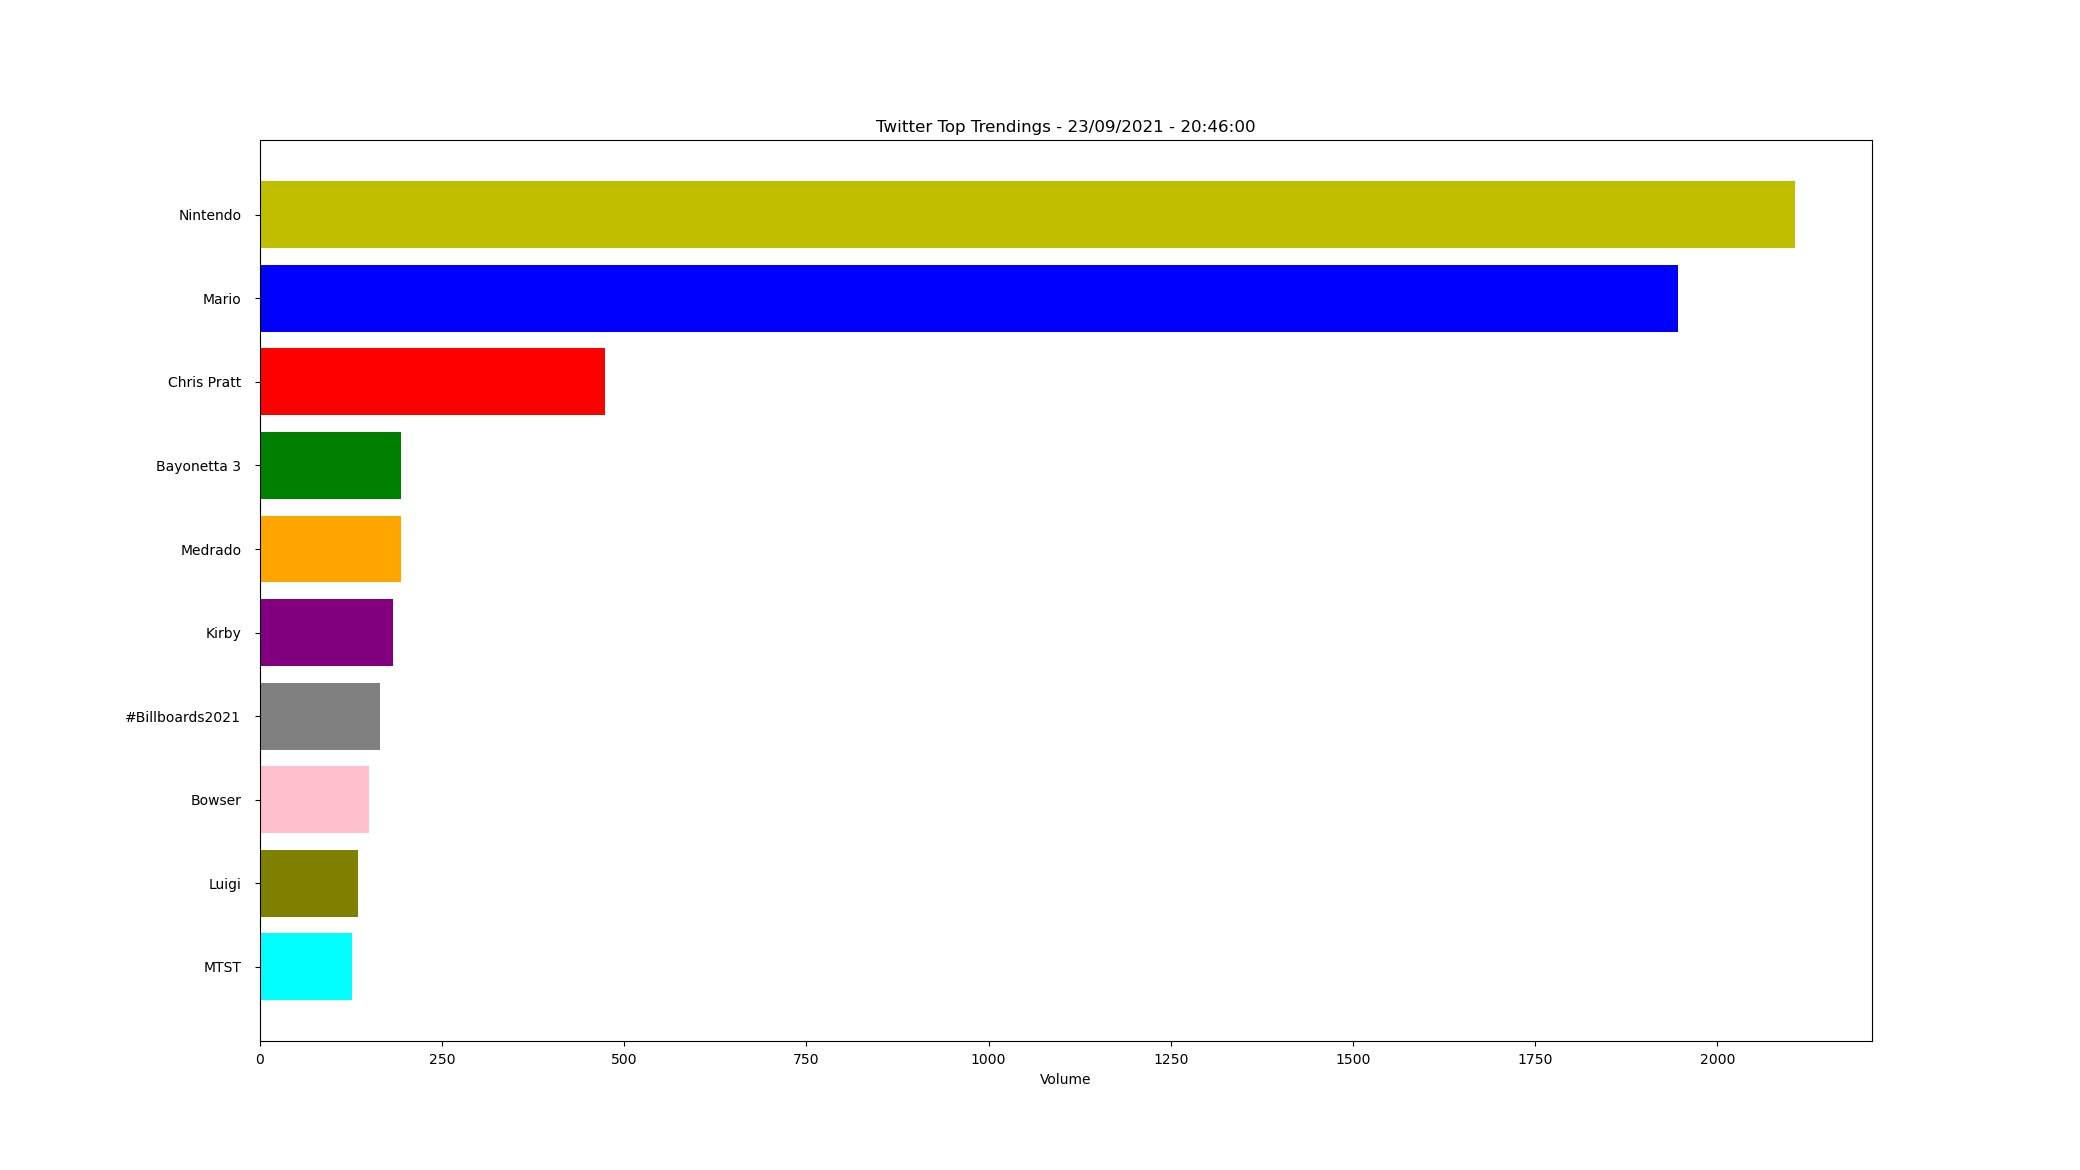 Twitter Top Trendings - 23/09/2021 - 20:46:00
Nintendo
Mario
Chris Pratt
Bayonetta 3
Medrado
Kirby
#Billboards2021
Bowser
Luigi
MTST
0 250 500 750 1000 1250 1500 1750 2000
Volume